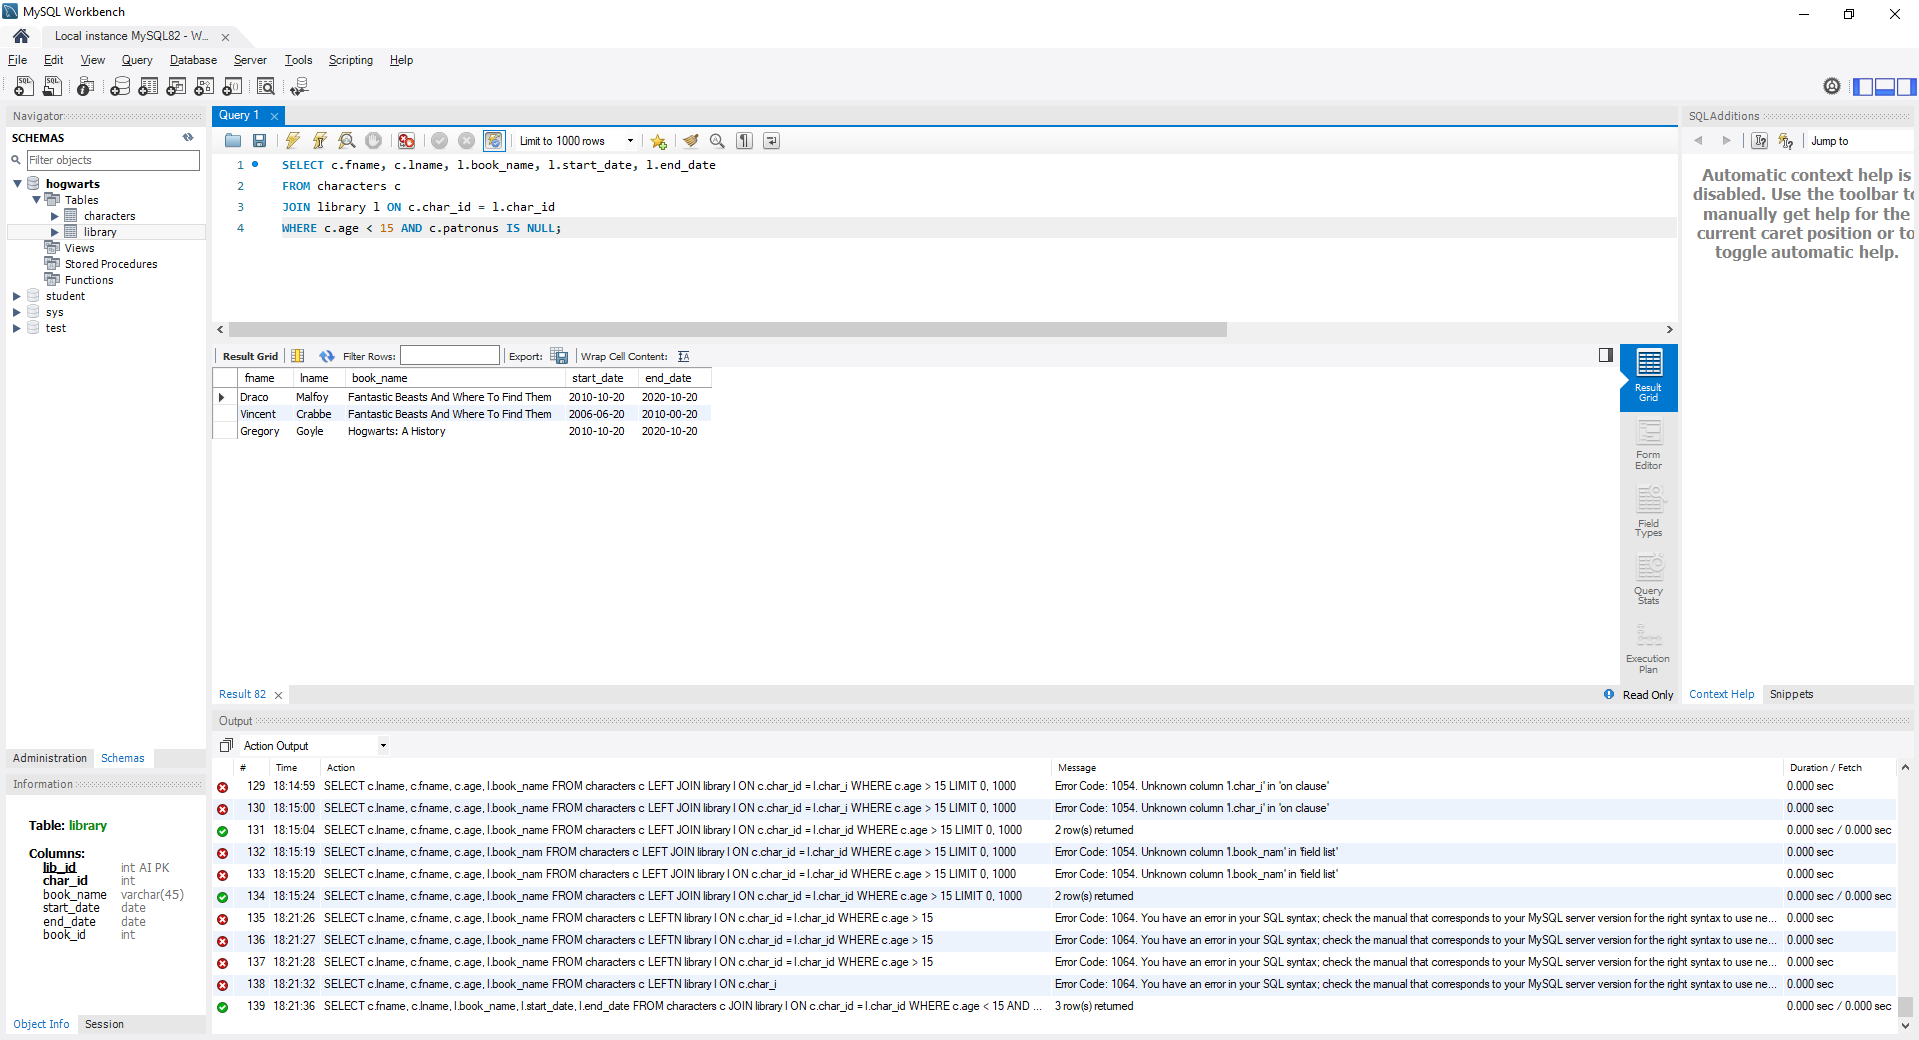 MySQL Workbench
Local instance MySQL82 - W...
File Edit View Query Database Server Tools Scripting Help
Navigator
SCHEMAS
Filter objects
hogwarts
Tables
characters
library
Views
Stored Procedures
Functions
student
sys
test
Administration Schemas
Information
Table: library
Columns:
lib_id int AI PK
char_id int
book_name varchar(45)
start_date date
end_date date
book_id int
Object Info Session
Query 1
Limit to 1000 rows
1 SELECT c.fname, c.lname, l.book_name, l.start_date, l.end_date
2 FROM characters c
3 JOIN library l ON c.char_id = l.char_id
4 WHERE c.age < 15 AND c.patronus IS NULL;
Result Grid Filter Rows: Export: Wrap Cell Content:
fname lname book_name start_date end_date
Draco Malfoy Fantastic Beasts And Where To Find Them 2010-10-20 2020-10-20
Vincent Crabbe Fantastic Beasts And Where To Find Them 2006-06-20 2010-00-20
Gregory Goyle Hogwarts: A History 2010-10-20 2020-10-20
Result
Grid
Form
Editor
Field
Types
Query
Stats
Execution
Plan
Result 82
Read Only
SQLAdditions
Jump to
Automatic context help is
disabled. Use the toolbar to
manually get help for the
current caret position or to
toggle automatic help.
Context Help Snippets
Output
Action Output
# Time Action Message Duration / Fetch
129 18:14:59 SELECT c.lname, c.fname, c.age, l.book_name FROM characters c LEFT JOIN library l ON c.char_id = l.char_i WHERE c.age > 15 LIMIT 0, 1000 Error Code: 1054. Unknown column 'l.char_i' in 'on clause' 0.000 sec
130 18:15:00 SELECT c.lname, c.fname, c.age, l.book_name FROM characters c LEFT JOIN library l ON c.char_id = l.char_i WHERE c.age > 15 LIMIT 0, 1000 Error Code: 1054. Unknown column 'l.char_i' in 'on clause' 0.000 sec
131 18:15:04 SELECT c.lname, c.fname, c.age, l.book_name FROM characters c LEFT JOIN library l ON c.char_id = l.char_id WHERE c.age > 15 LIMIT 0, 1000 2 row(s) returned 0.000 sec / 0.000 sec
132 18:15:19 SELECT c.lname, c.fname, c.age, l.book_nam FROM characters c LEFT JOIN library l ON c.char_id = l.char_id WHERE c.age > 15 LIMIT 0, 1000 Error Code: 1054. Unknown column 'l.book_nam' in 'field list' 0.000 sec
133 18:15:20 SELECT c.lname, c.fname, c.age, l.book_nam FROM characters c LEFT JOIN library l ON c.char_id = l.char_id WHERE c.age > 15 LIMIT 0, 1000 Error Code: 1054. Unknown column 'l.book_nam' in 'field list' 0.000 sec
134 18:15:24 SELECT c.lname, c.fname, c.age, l.book_name FROM characters c LEFT JOIN library l ON c.char_id = l.char_id WHERE c.age > 15 LIMIT 0, 1000 2 row(s) returned 0.000 sec / 0.000 sec
135 18:21:26 SELECT c.lname, c.fname, c.age, l.book_name FROM characters c LEFTN library l ON c.char_id = l.char_id WHERE c.age > 15 Error Code: 1064. You have an error in your SQL syntax; check the manual that corresponds to your MySQL server version for the right syntax to use ne... 0.000 sec
136 18:21:27 SELECT c.lname, c.fname, c.age, l.book_name FROM characters c LEFTN library l ON c.char_id = l.char_id WHERE c.age > 15 Error Code: 1064. You have an error in your SQL syntax; check the manual that corresponds to your MySQL server version for the right syntax to use ne... 0.000 sec
137 18:21:28 SELECT c.lname, c.fname, c.age, l.book_name FROM characters c LEFTN library l ON c.char_id = l.char_id WHERE c.age > 15 Error Code: 1064. You have an error in your SQL syntax; check the manual that corresponds to your MySQL server version for the right syntax to use ne... 0.000 sec
138 18:21:32 SELECT c.lname, c.fname, c.age, l.book_name FROM characters c LEFTN library l ON c.char_i Error Code: 1064. You have an error in your SQL syntax; check the manual that corresponds to your MySQL server version for the right syntax to use ne... 0.000 sec
139 18:21:36 SELECT c.fname, c.lname, l.book_name, l.start_date, l.end_date FROM characters c JOIN library l ON c.char_id = l.char_id WHERE c.age < 15 AND ... 3 row(s) returned 0.000 sec / 0.000 sec